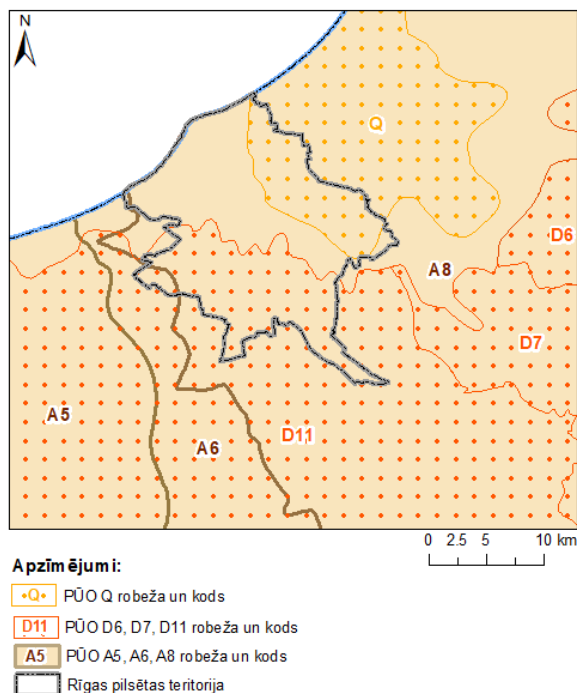 N
Q
D6
A8
D7
A5
A6
D11
0 2.5 5 10 km
Apzīmējumi:
Q PŪO Q robeža un kods
D11 PŪO D6, D7, D11 robeža un kods
A5 PŪO A5, A6, A8 robeža un kods
Rīgas pilsētas teritorija